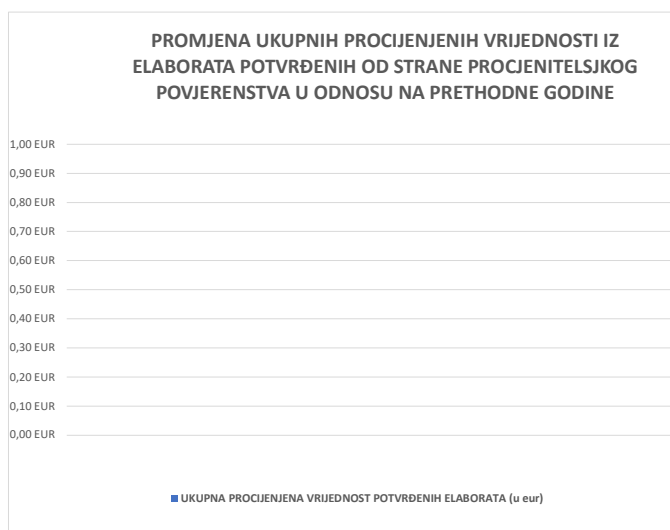 PROMJENA UKUPNIH PROCIJENJENIH VRIJEDNOSTI IZ
ELABORATA POTVRĐENIH OD STRANE PROCJENITELSJKOG
POVJERENSTVA U ODNOSU NA PRETHODNE GODINE
1,00 EUR
0,90 EUR
0,80 EUR
0,70 EUR
0,60 EUR
0,50 EUR
0,40 EUR
0,30 EUR
0,20 EUR
0,10 EUR
0,00 EUR
UKUPNA PROCIJENJENA VRIJEDNOST POTVRĐENIH ELABORATA (u eur)